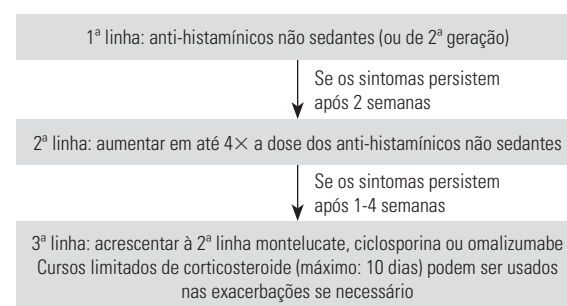 1ª linha: anti-histamínicos não sedantes (ou de 2ª geração)
Se os sintomas persistem
após 2 semanas
2ª linha: aumentar em até 4× a dose dos anti-histamínicos não sedantes
Se os sintomas persistem
após 1-4 semanas
3ª linha: acrescentar à 2ª linha montelucate, ciclosporina ou omalizumabe
Cursos limitados de corticosteroide (máximo: 10 dias) podem ser usados
nas exacerbações se necessário